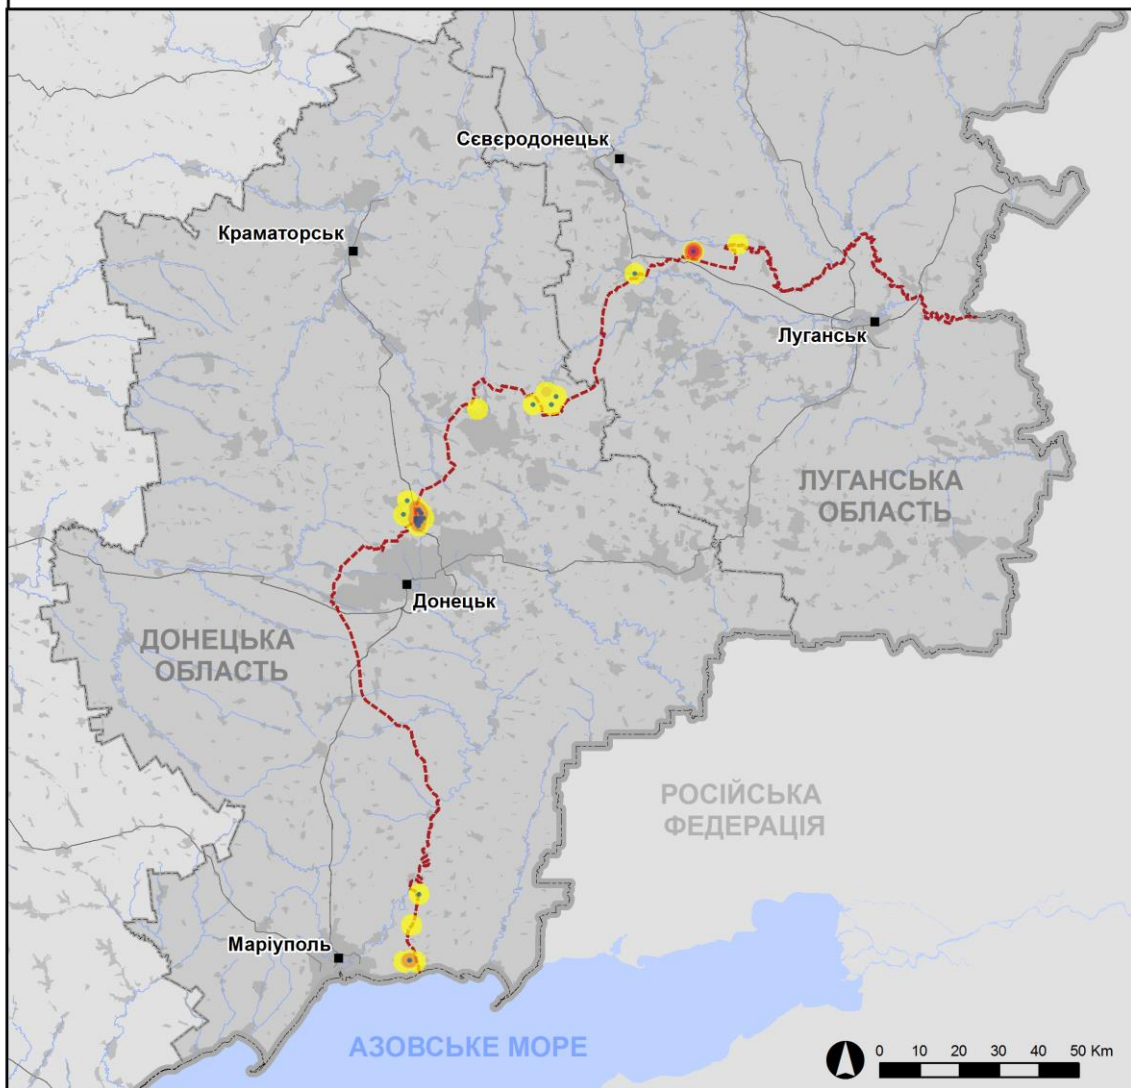 Сєвєродонецьк
Краматорськ
Луганськ
ЛУГАНСЬКА
ОБЛАСТЬ
Донецьк
ДОНЕЦЬКА
ОБЛАСТЬ
РОСІЙСЬКА
ФЕДЕРАЦІЯ
Маріуполь
АЗОВСЬКЕ МОРЕ
0 10 20 30 40 50 Km